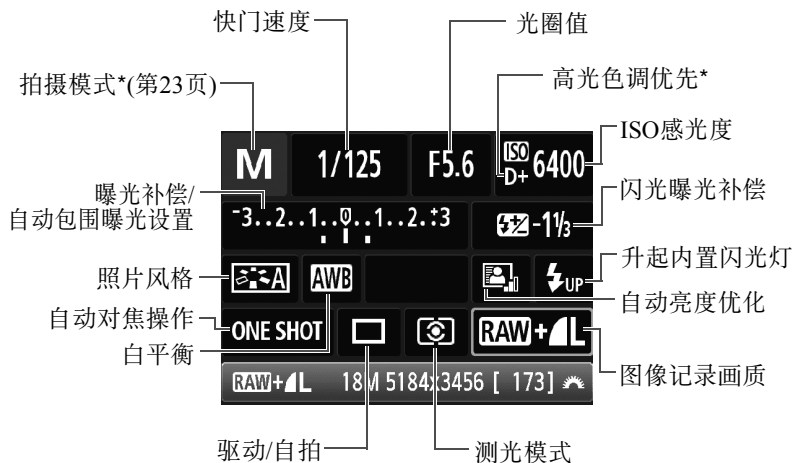 快门速度
光圈值
拍摄模式*(第23页)
高光色调优先*
ISO感光度
M
1/125
F5.6
ISO
D+
6400
曝光补偿/
自动包围曝光设置
-3..2..1..0..1..2.:+3
-1⅓
闪光曝光补偿
照片风格
A
AWB
UP
升起内置闪光灯
自动亮度优化
自动对焦操作
ONE SHOT
白平衡
RAW+L
图像记录画质
RAW+L 18M 5184x3456 [ 173]
驱动/自拍
测光模式